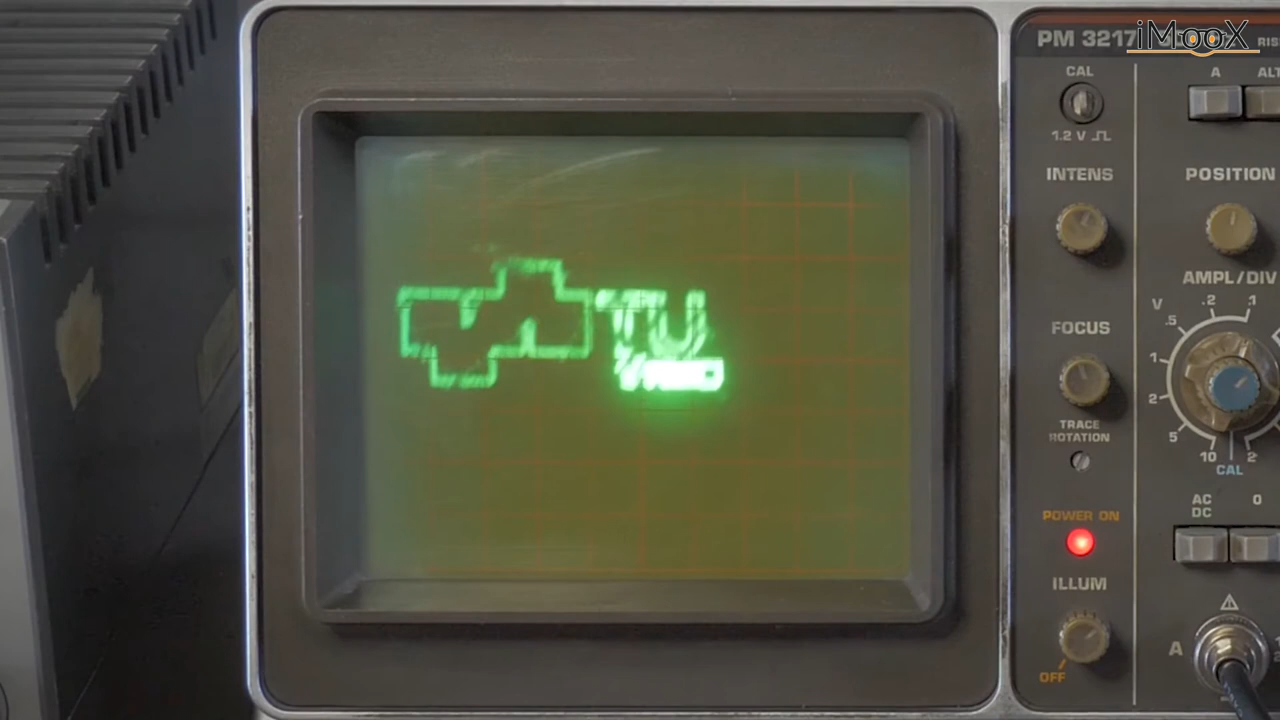 iMooX
PM 3217
RIS
CAL
A
ALT
1.2 V
INTENS
POSITION
AMPL/DIV
V
.5
.2
.1
1
2
5
10
2
CAL
FOCUS
TRACE
ROTATION
TU
POWER ON
AC
DC
0
ILLUM
OFF
A